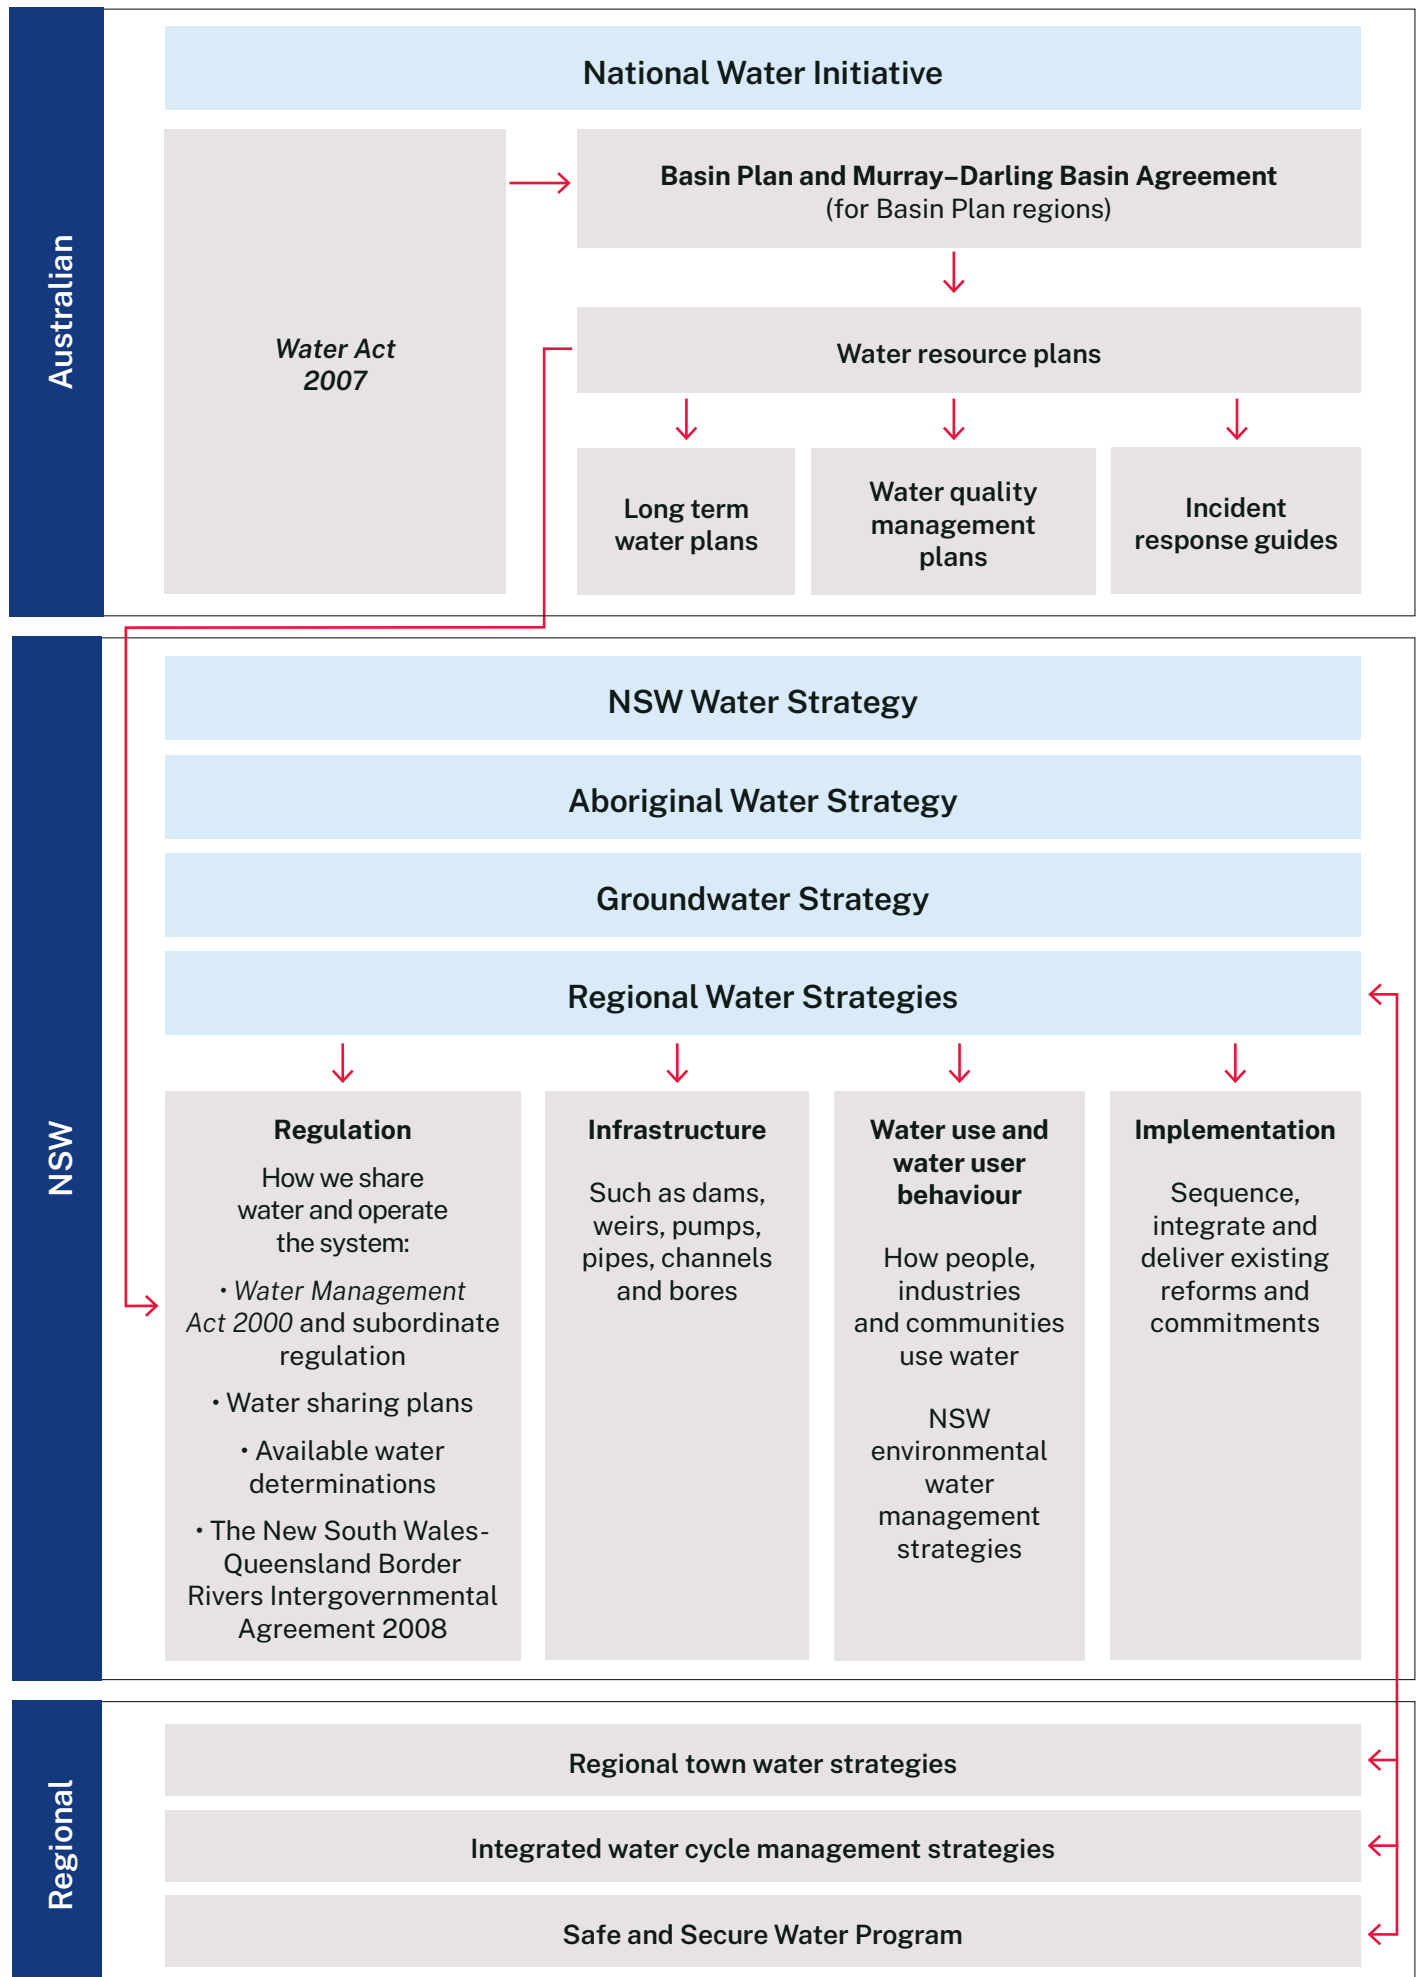 Australian
National Water Initiative
Water Act
2007
Basin Plan and Murray–Darling Basin Agreement
(for Basin Plan regions)
Water resource plans
Long term
water plans
Water quality
management
plans
Incident
response guides
NSW
NSW Water Strategy
Aboriginal Water Strategy
Groundwater Strategy
Regional Water Strategies
Regulation
How we share
water and operate
the system:
• Water Management
Act 2000 and subordinate
regulation
• Water sharing plans
• Available water
determinations
• The New South Wales-
Queensland Border
Rivers Intergovernmental
Agreement 2008
Infrastructure
Such as dams,
weirs, pumps,
pipes, channels
and bores
Water use and
water user
behaviour
How people,
industries
and communities
use water
NSW
environmental
water
management
strategies
Implementation
Sequence,
integrate and
deliver existing
reforms and
commitments
Regional
Regional town water strategies
Integrated water cycle management strategies
Safe and Secure Water Program